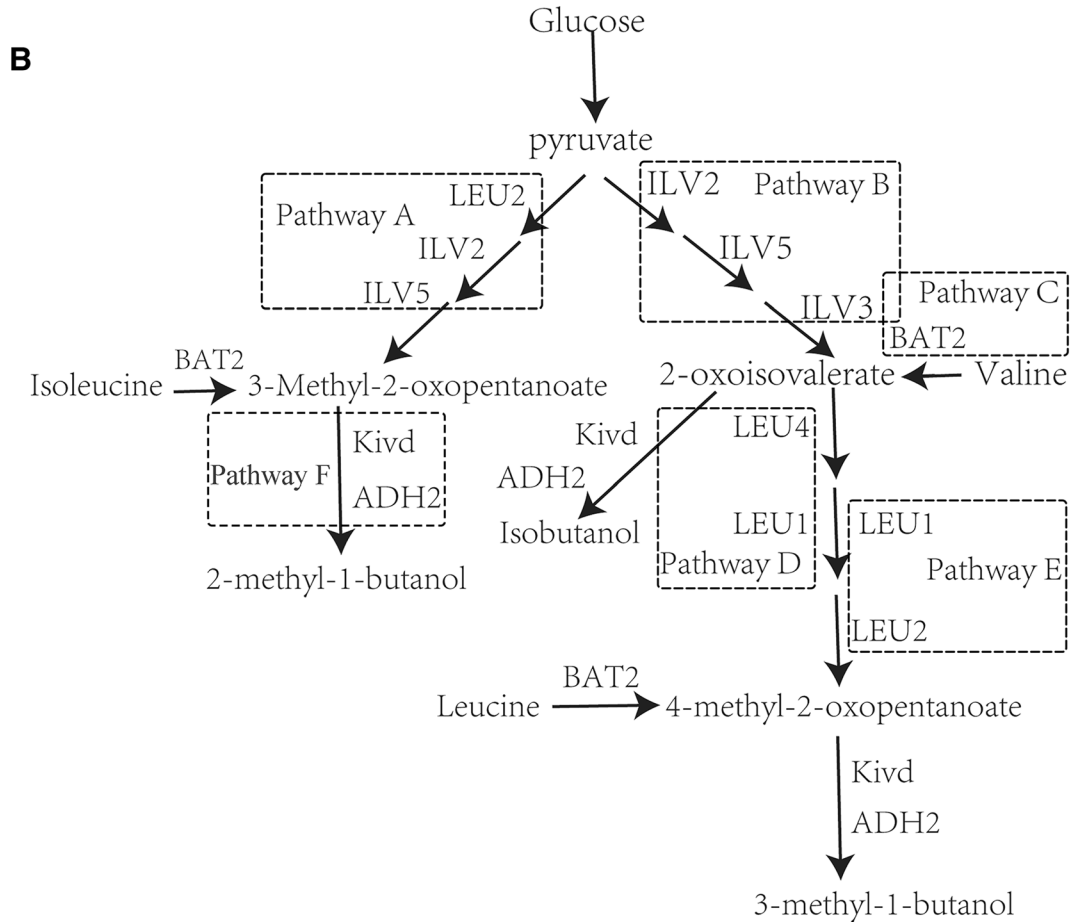 B
Glucose
pyruvate
Pathway A
LEU2
ILV2
ILV5
ILV2
Pathway B
ILV5
ILV3
Pathway C
BAT2
Isoleucine
BAT2
3-Methyl-2-oxopentanoate
2-oxoisovalerate
Valine
Pathway F
Kivd
ADH2
2-methyl-1-butanol
Kivd
ADH2
Isobutanol
LEU4
LEU1
Pathway D
LEU1
Pathway E
LEU2
Leucine
BAT2
4-methyl-2-oxopentanoate
Kivd
ADH2
3-methyl-1-butanol